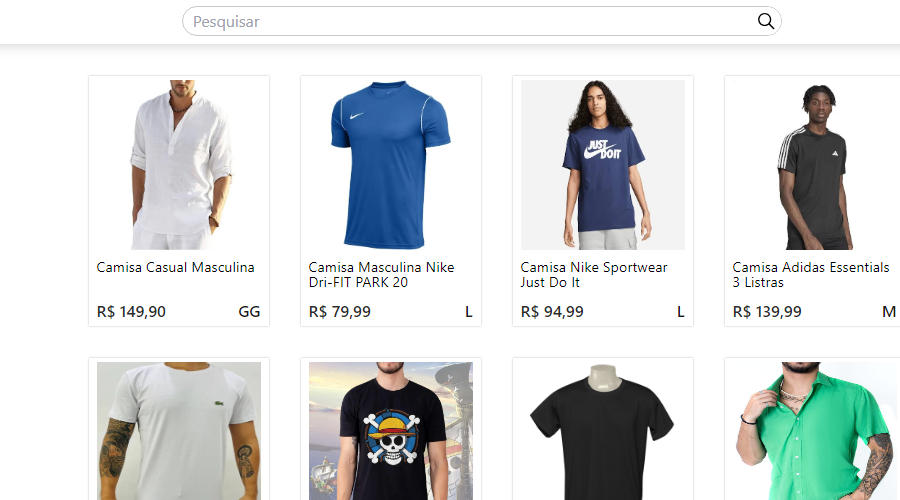 Pesquisar
JUST
DO IT
Camisa Casual Masculina
R$ 149,90 GG
Camisa Masculina Nike
Dri-FIT PARK 20
R$ 79,99 L
Camisa Nike Sportwear
Just Do It
R$ 94,99 L
Camisa Adidas Essentials
3 Listras
R$ 139,99 M